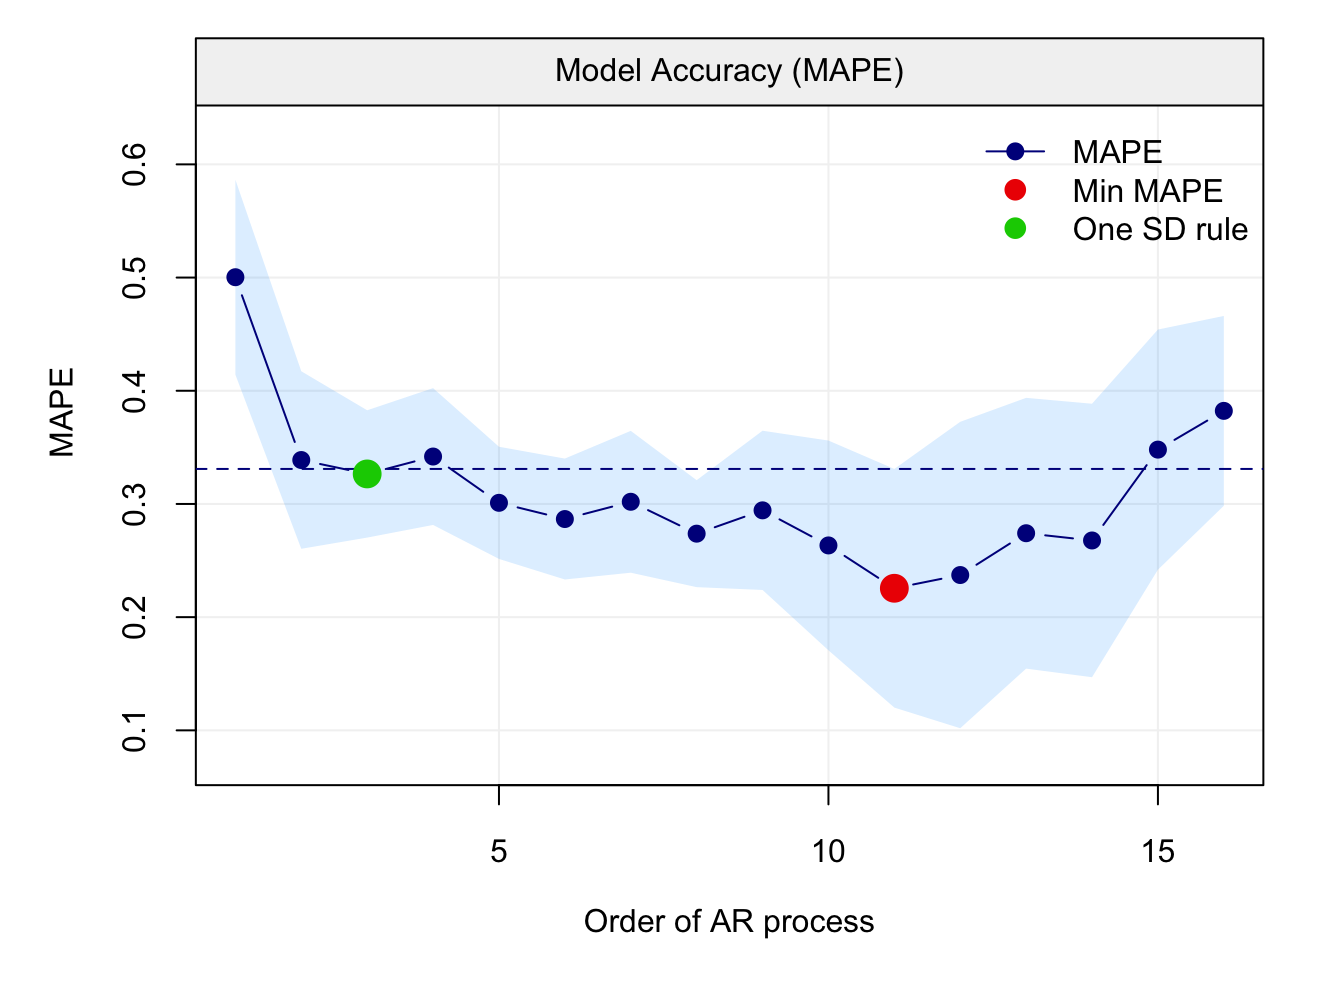 Model Accuracy (MAPE)
MAPE
Min MAPE
One SD rule
0.6
0.5
0.4
0.3
0.2
0.1
MAPE
5 10 15
Order of AR process